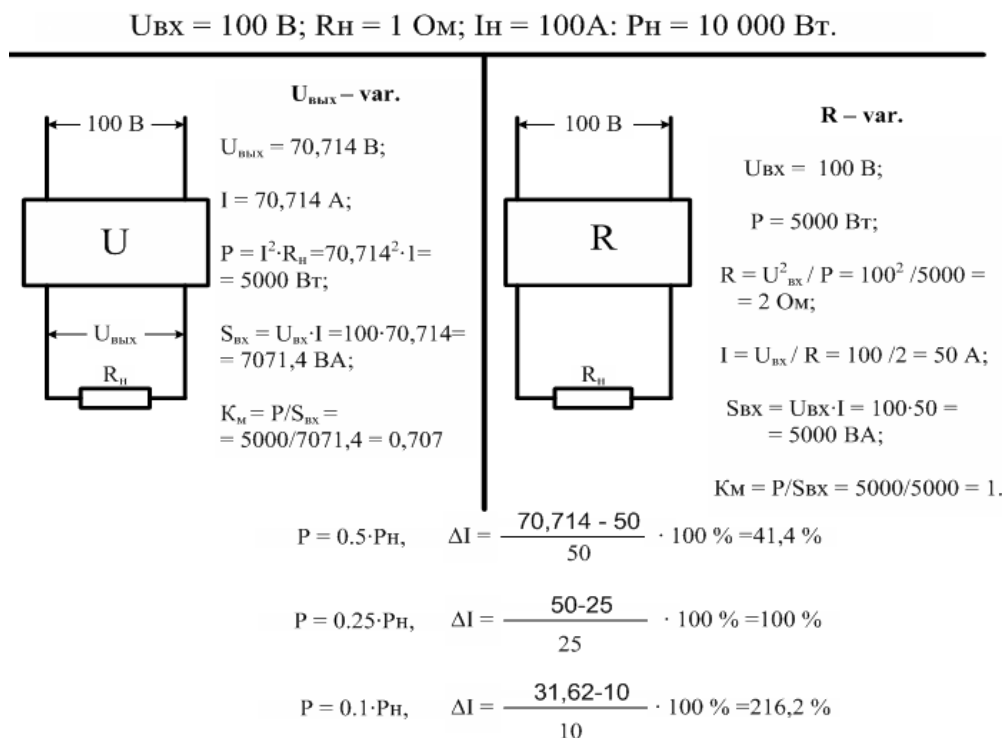 Uвх = 100 В; Rн = 1 Ом; Iн = 100А: Рн = 10 000 Вт.
Uвых – var.
100 В
Uвых = 70,714 В;
I = 70,714 А;
U
P = I²·Rн =70,714²·1=
= 5000 Вт;
Uвых
Sвх = Uвх·I =100·70,714=
= 7071,4 ВА;
Rн
Kм = P/Sвх =
= 5000/7071,4 = 0,707
R – var.
100 В
Uвх = 100 В;
P = 5000 Вт;
R
R = U²вх / P = 100² /5000 =
= 2 Ом;
I = Uвх / R = 100 /2 = 50 А;
Rн
Sвх = Uвх·I = 100·50 =
= 5000 ВА;
Kм = P/Sвх = 5000/5000 = 1.
P = 0.5·Рн, ΔI = 70,714 - 50 / 50 · 100 % =41,4 %
P = 0.25·Рн, ΔI = 50-25 / 25 · 100 % =100 %
P = 0.1·Рн, ΔI = 31,62-10 / 10 · 100 % =216,2 %